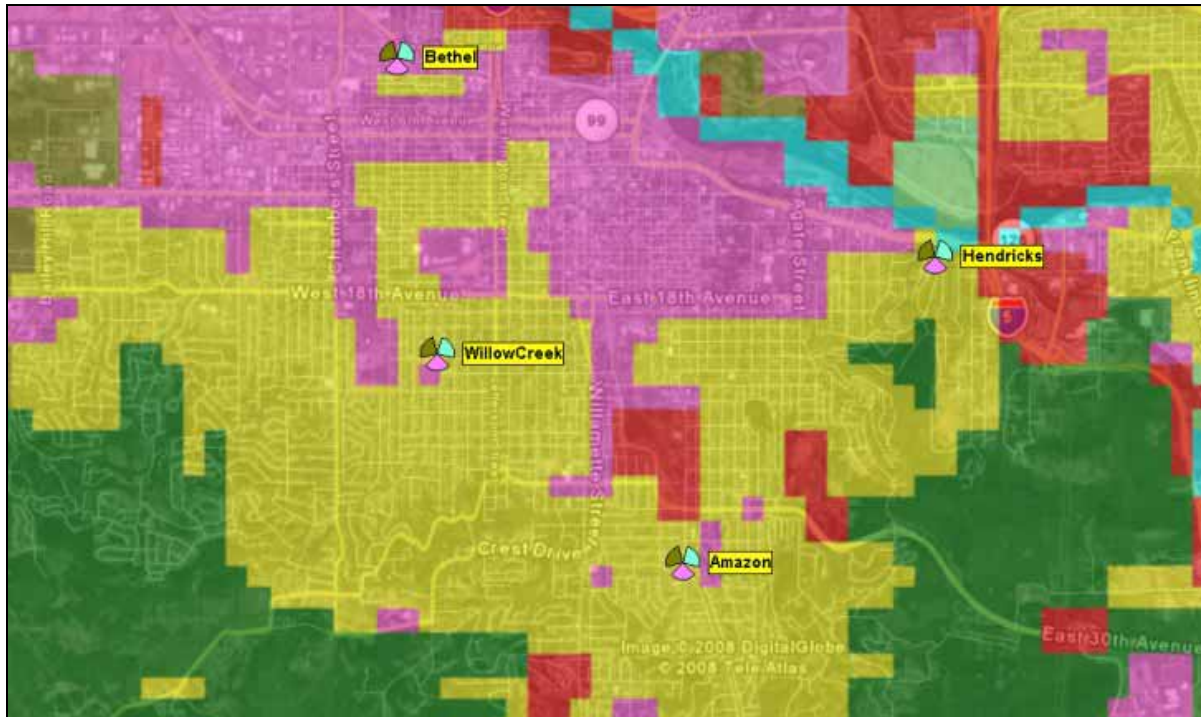 Bethel
99
Chambers Street
Agate Street
Hendricks
West 18th Avenue
East 18th Avenue
5
WillowCreek
Willamette Street
Crest Drive
Amazon
East 30th Avenue
Image © 2008 DigitalGlobe
© 2008 Tele Atlas